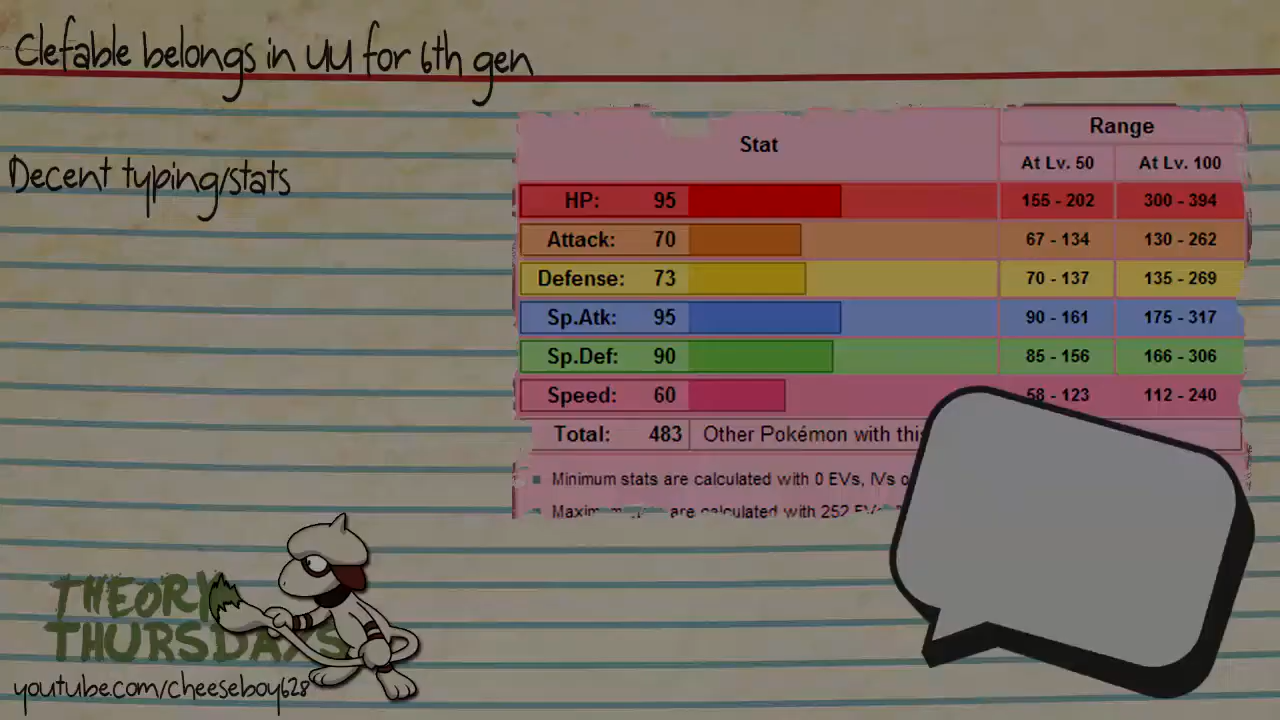 Clefable belongs in UU for 6th gen
Decent typing/stats
Stat Range
At Lv. 50 At Lv. 100
HP: 95 155 - 202 300 - 394
Attack: 70 67 - 134 130 - 262
Defense: 73 70 - 137 135 - 269
Sp.Atk: 95 90 - 161 175 - 317
Sp.Def: 90 85 - 156 166 - 306
Speed: 60 58 - 123 112 - 240
Total: 483 Other Pokémon with this
Minimum stats are calculated with 0 EVs, IVs
are calculated with 252
THEORY
THURSDAYS
youtube.com/cheeseboy628